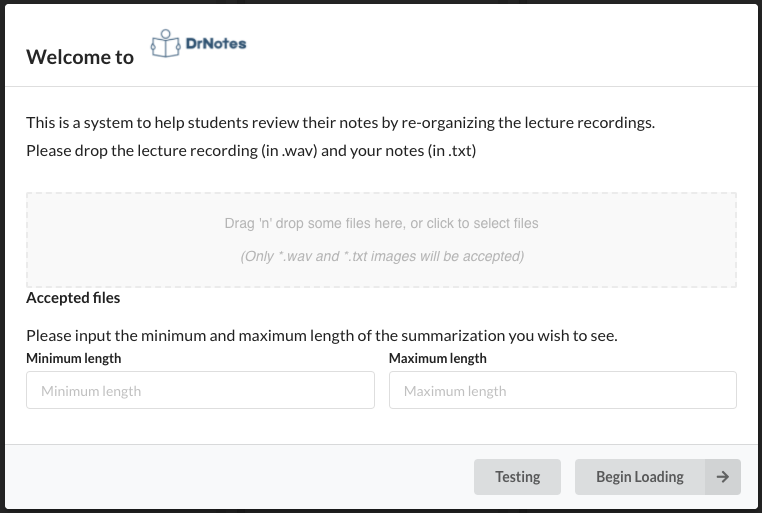 Welcome to DrNotes
This is a system to help students review their notes by re-organizing the lecture recordings.
Please drop the lecture recording (in .wav) and your notes (in .txt)
Drag 'n' drop some files here, or click to select files
(Only *.wav and *.txt images will be accepted)
Accepted files
Please input the minimum and maximum length of the summarization you wish to see.
Minimum length Maximum length
Minimum length Maximum length
Testing Begin Loading